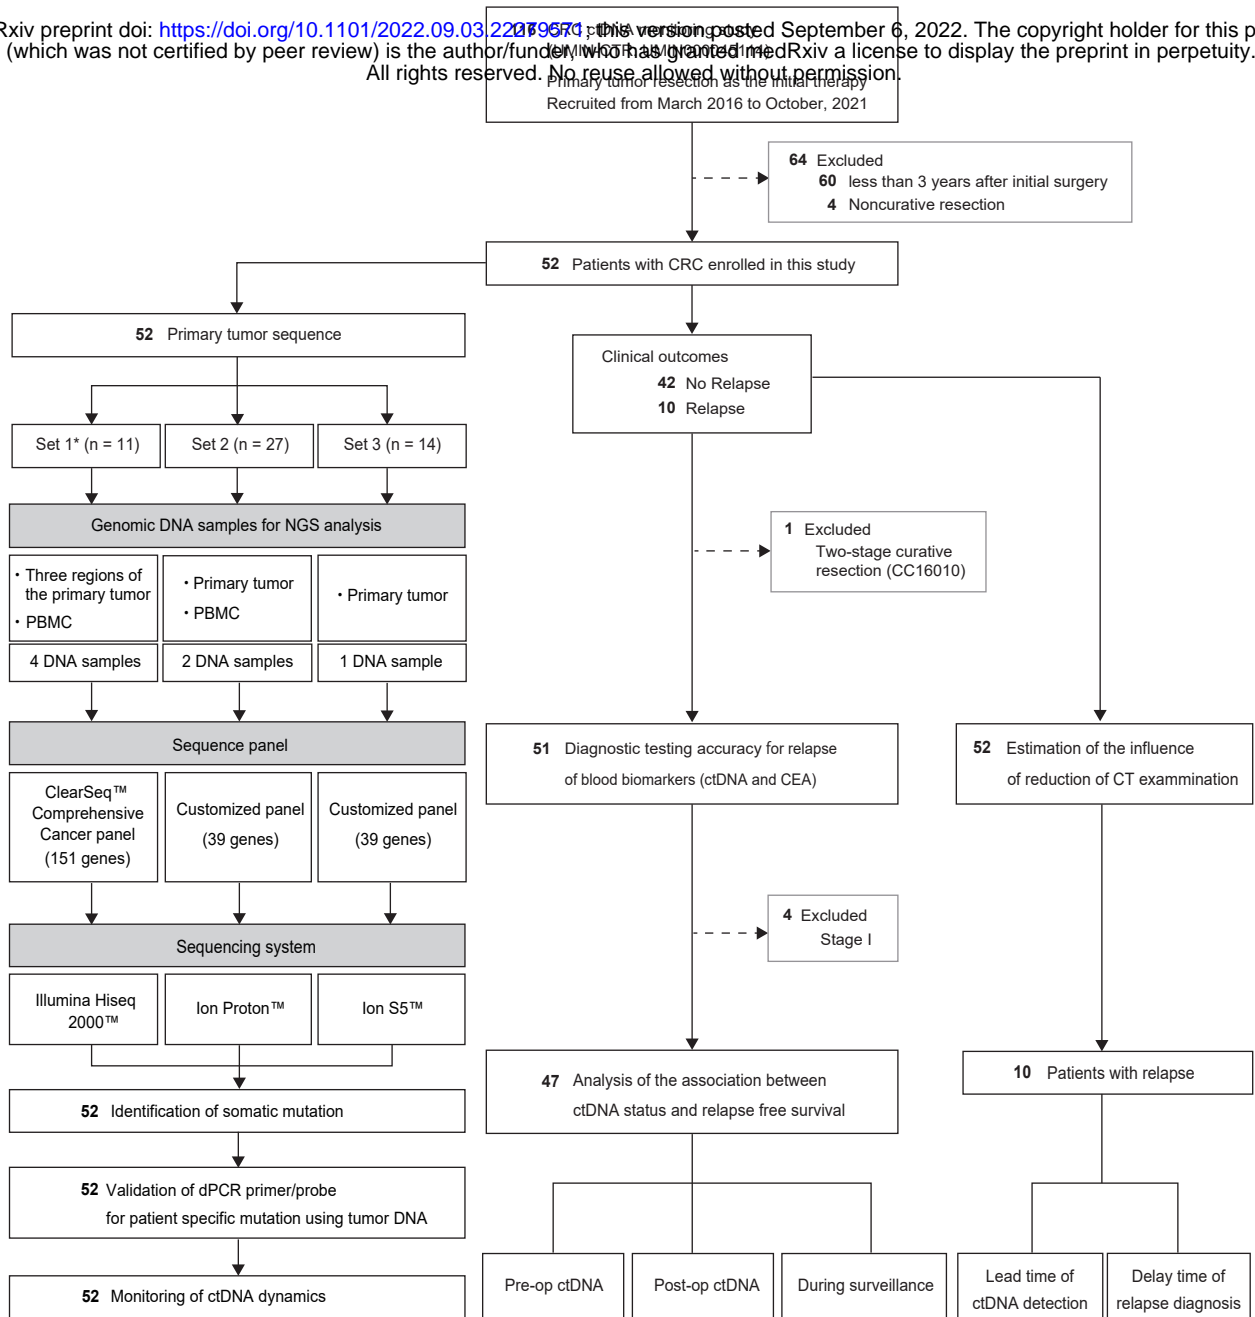 Rxiv preprint doi: https://doi.org/10.1101/2022.09.03.22279571; this version posted September 6, 2022. The copyright holder for this p
(which was not certified by peer review) is the author/funder, who has granted medRxiv a license to display the preprint in perpetuity.
All rights reserved. No reuse allowed without permission.
116 CRC ctDNA monitoring study
Primary tumor resection as the initial therapy
Recruited from March 2016 to October, 2021
64 Excluded
60 less than 3 years after initial surgery
4 Noncurative resection
52 Patients with CRC enrolled in this study
52 Primary tumor sequence
Clinical outcomes
42 No Relapse
10 Relapse
Set 1* (n = 11)
Set 2 (n = 27)
Set 3 (n = 14)
Genomic DNA samples for NGS analysis
・Three regions of
the primary tumor
・PBMC
・Primary tumor
・PBMC
・Primary tumor
4 DNA samples
2 DNA samples
1 DNA sample
1 Excluded
Two-stage curative
resection (CC16010)
Sequence panel
ClearSeq™
Comprehensive
Cancer panel
(151 genes)
Customized panel
(39 genes)
Customized panel
(39 genes)
51 Diagnostic testing accuracy for relapse
of blood biomarkers (ctDNA and CEA)
52 Estimation of the influence
of reduction of CT exammination
4 Excluded
Stage I
Sequencing system
Illumina Hiseq
2000™
Ion Proton™
Ion S5™
52 Identification of somatic mutation
47 Analysis of the association between
ctDNA status and relapse free survival
10 Patients with relapse
52 Validation of dPCR primer/probe
for patient specific mutation using tumor DNA
52 Monitoring of ctDNA dynamics
Pre-op ctDNA
Post-op ctDNA
During surveillance
Lead time of
ctDNA detection
Delay time of
relapse diagnosis